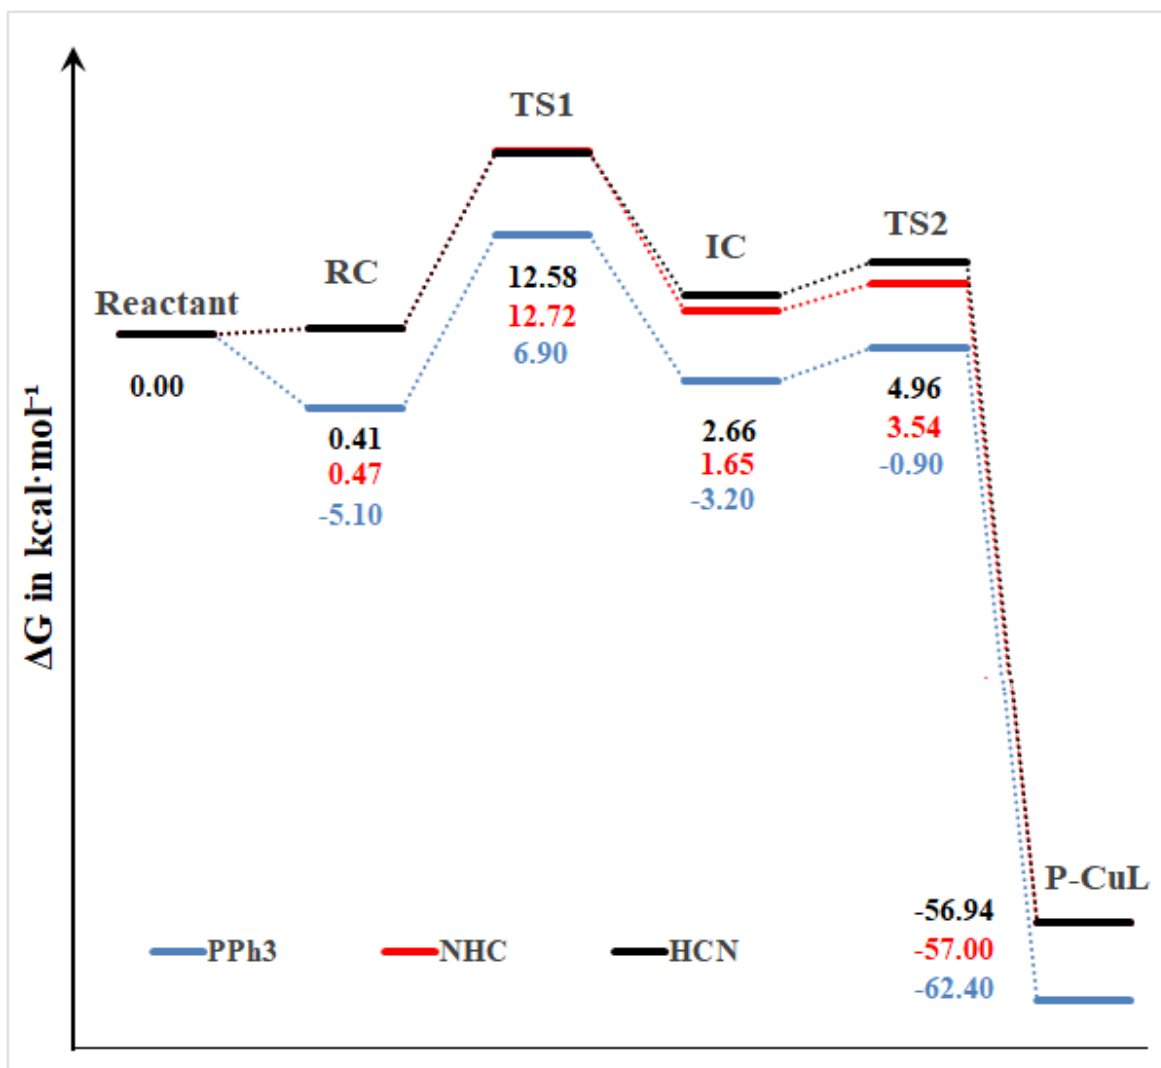 TS1
TS2
IC
RC
Reactant
12.58
12.72
6.90
0.00
0.41
0.47
-5.10
2.66
1.65
-3.20
4.96
3.54
-0.90
ΔG in kcal·mol⁻¹
P-CuL
-56.94
-57.00
-62.40
PPh3
NHC
HCN